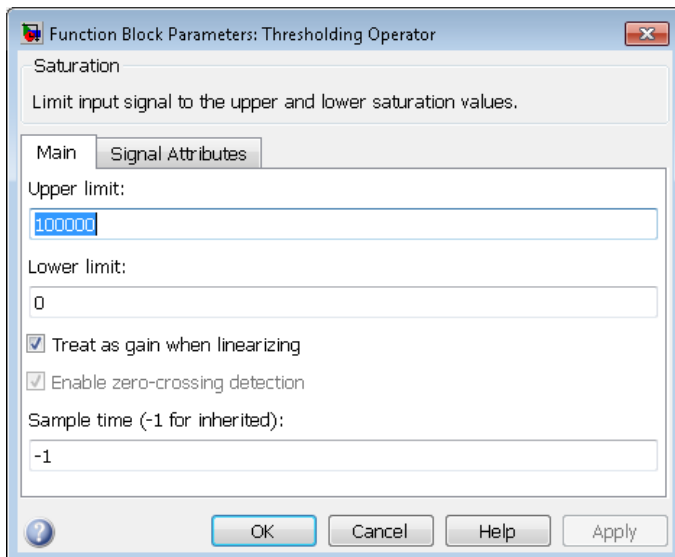 Function Block Parameters: Thresholding Operator
Saturation
Limit input signal to the upper and lower saturation values.
Main
Signal Attributes
Upper limit:
100000
Lower limit:
0
Treat as gain when linearizing
Enable zero-crossing detection
Sample time (-1 for inherited):
-1
OK
Cancel
Help
Apply